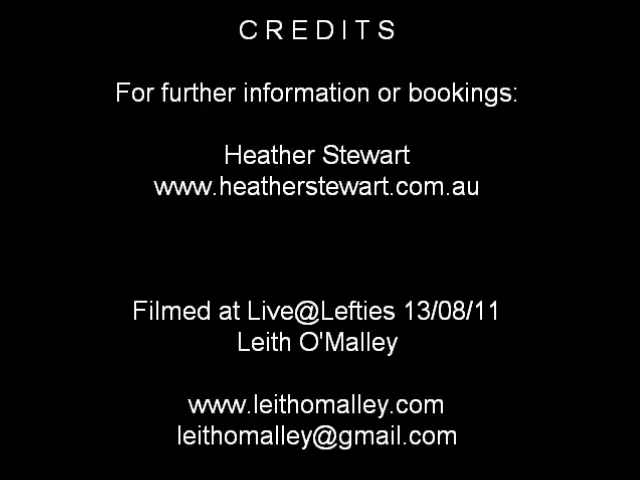 C R E D I T S
For further information or bookings:
Heather Stewart
www.heatherstewart.com.au
Filmed at Live@Lefties 13/08/11
Leith O'Malley
www.leithomalley.com
leithomalley@gmail.com